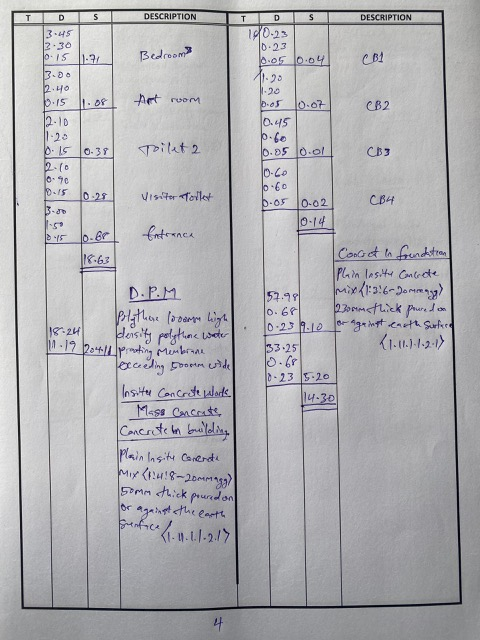 T D S DESCRIPTION
3.45
3.30
0.15 1.71 Bedroom 3
3.00
2.40
0.15 1.08 Art room
2.10
1.20
0.15 0.38 Toilet 2
2.10
0.90
0.15 0.28 Visitor toilet
3.00
1.50
0.15 0.68 Entrance
18.63
D.P.M
Polythene 1000mm high
density polythene water
18.24
11.19 204.11 proofing Membrane
exceeding 500mm wide
Insitu Concrete Work
Mass Concrete
Concrete in building
Plain Insitu Concrete
Mix <1:4:8-20mmagg>
50mm thick poured on
or against the earth
Surface <1.11.1.1.2.1>
T D S DESCRIPTION
0.23
0.23
0.05 0.04 CB1
1.20
1.20
0.05 0.07 CB2
0.45
0.60
0.05 0.01 CB3
0.60
0.60
0.05 0.02 CB4
0.14
Concret In foundation
Plain Insitu Concrete
Mix <1:3:6-20mmagg>
57.98
0.68 230mm thick poured on
0.23 9.10 or against earth Surface
<1.11.1.1.2.1>
33.25
0.68
0.23 5.20
14.30
4